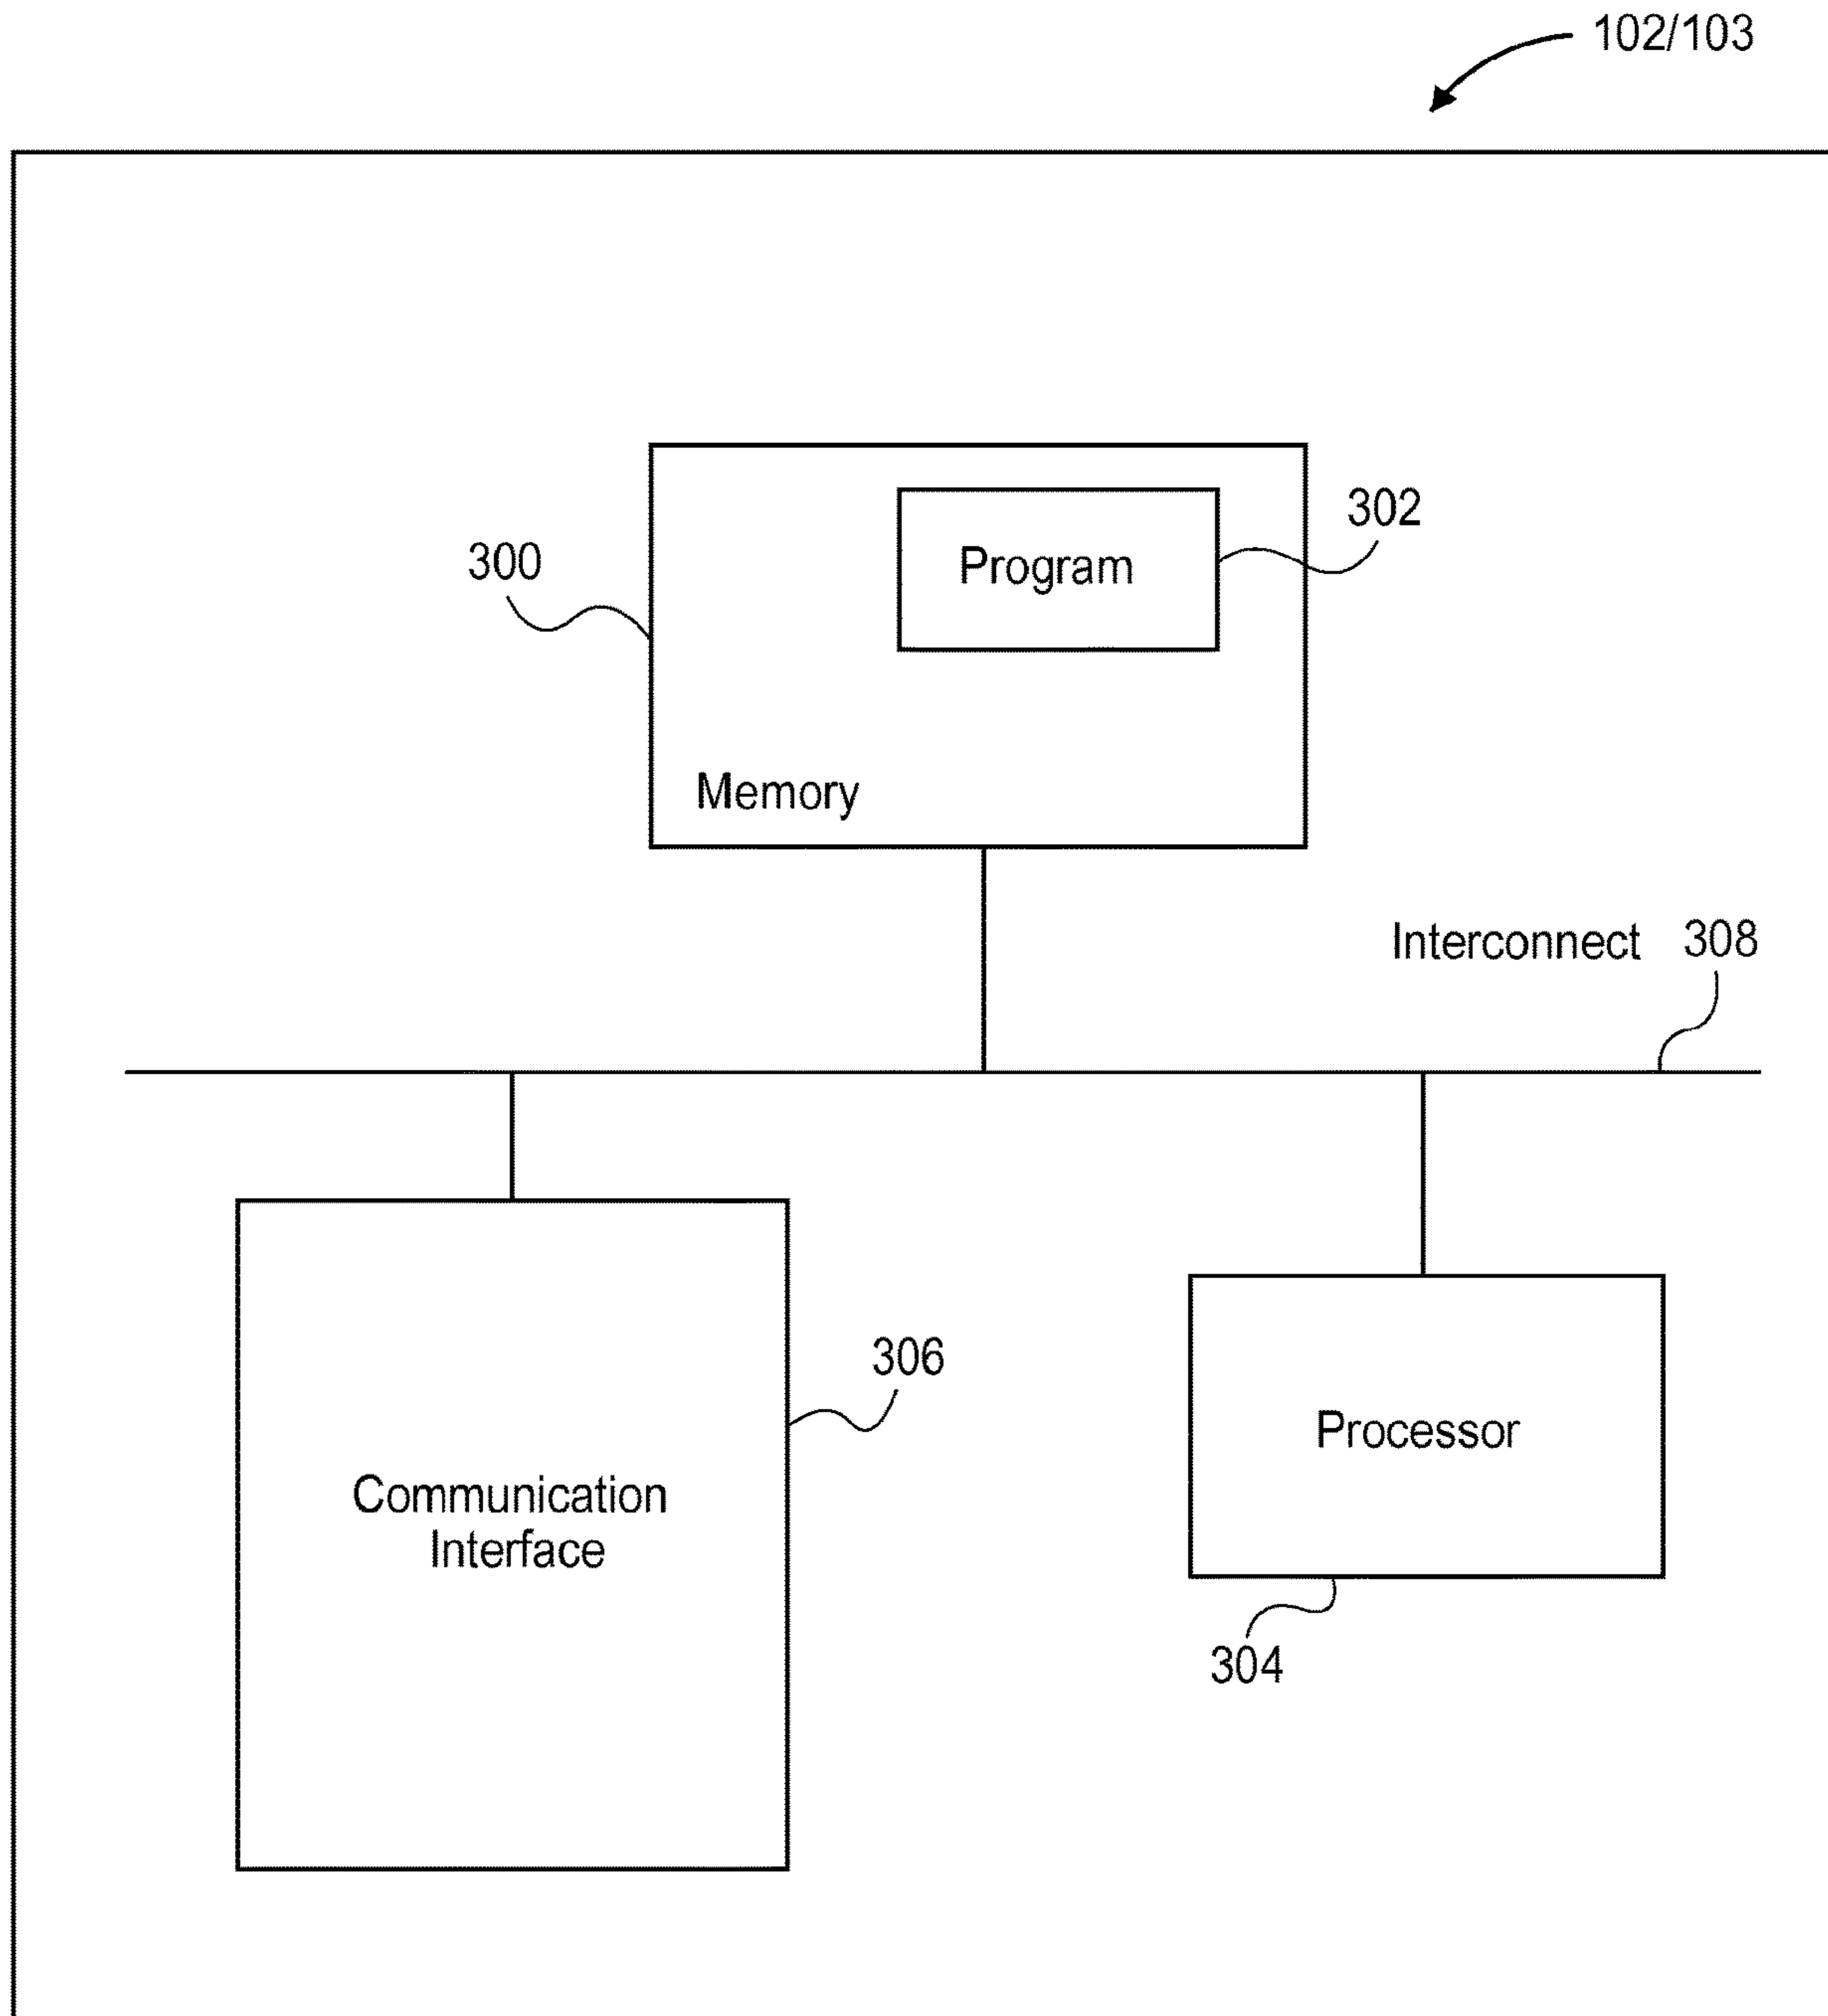 102/103
302
Program
300
Memory
Interconnect 308
306
Processor
Communication
Interface
304